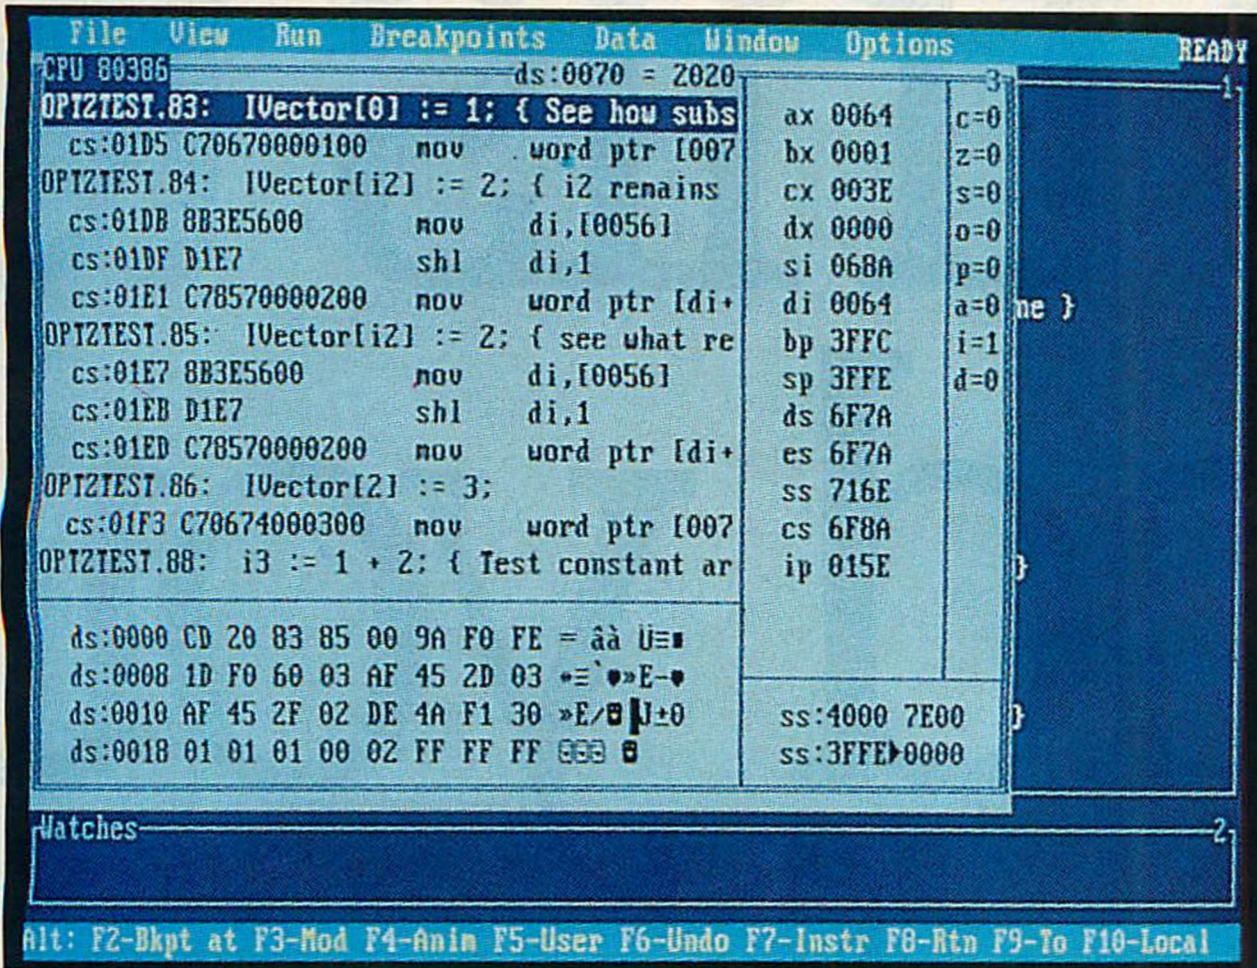 File View Run Breakpoints Data Window Options READY
CPU 80386 ds:0070 = 2020 3 1
OPT2TEST.83: IVector[0] := 1; { See how subs
cs:01D5 C70670000100 mov word ptr [007
OPT2TEST.84: IVector[i2] := 2; { i2 remains
cs:01DB 8B3E5600 mov di,[0056]
cs:01DF D1E7 shl di,1
cs:01E1 C78570000200 mov word ptr [di+
OPT2TEST.85: IVector[i2] := 2; { see what re
cs:01E7 8B3E5600 mov di,[0056]
cs:01EB D1E7 shl di,1
cs:01ED C78570000200 mov word ptr [di+
OPT2TEST.86: IVector[2] := 3;
cs:01F3 C70674000300 mov word ptr [007
OPT2TEST.88: i3 := 1 + 2; { Test constant ar
ds:0000 CD 20 83 85 00 9A F0 FE = âà Ü≡■
ds:0008 1D F0 60 03 AF 45 2D 03 ↔≡`♥»E-♥
ds:0010 AF 45 2F 02 DE 4A F1 30 »E/☻▐J±0
ds:0018 01 01 01 00 02 FF FF FF ☺☺☺ ☻
ax 0064 c=0
bx 0001 z=0
cx 003E s=0
dx 0000 o=0
si 068A p=0
di 0064 a=0
bp 3FFC i=1
sp 3FFE d=0
ds 6F7A
es 6F7A
ss 716E
cs 6F8A
ip 015E
ss:4000 7E00
ss:3FFE►0000
me }
}
}
Watches 2
Alt: F2-Bkpt at F3-Mod F4-Anim F5-User F6-Undo F7-Instr F8-Rtn F9-To F10-Local